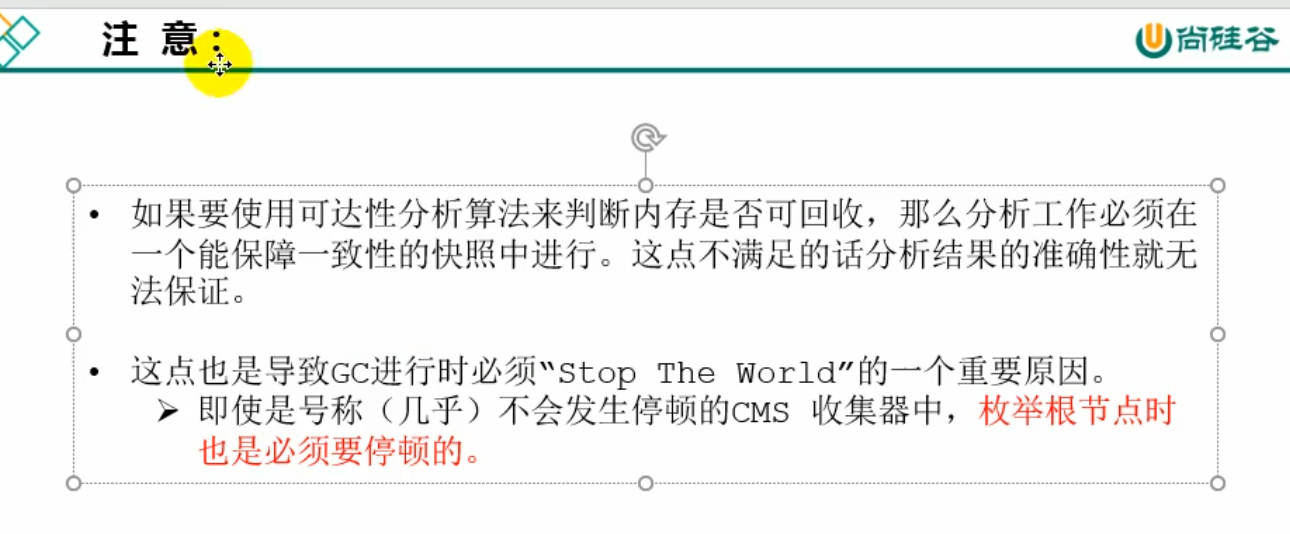 注 意：
尚硅谷
• 如果要使用可达性分析算法来判断内存是否可回收，那么分析工作必须在
一个能保障一致性的快照中进行。这点不满足的话分析结果的准确性就无
法保证。
• 这点也是导致GC进行时必须“Stop The World”的一个重要原因。
➢ 即使是号称（几乎）不会发生停顿的CMS 收集器中，枚举根节点时
也是必须要停顿的。